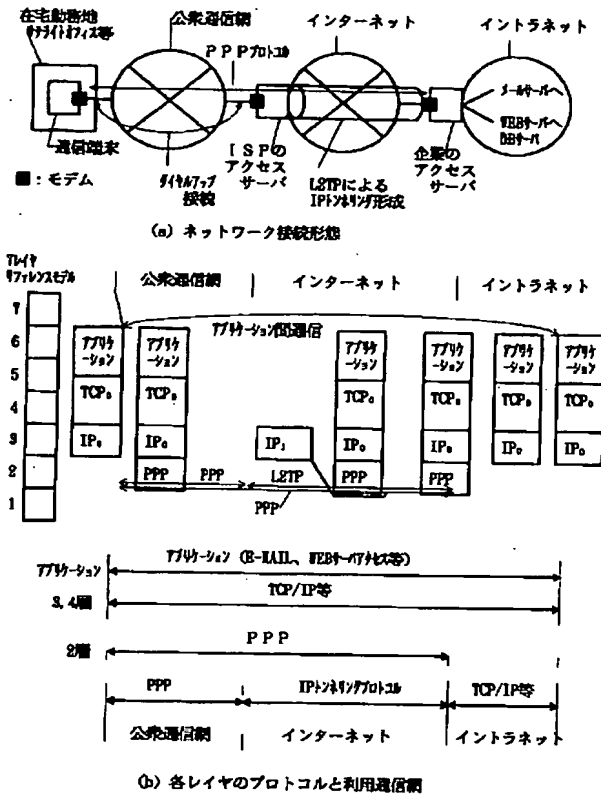 在宅勤務地
サテライトオフィス等
公衆通信網
インターネット
イントラネット
PPPプロトコル
メールサーバへ
WEBサーバへ
DBサーバ
通信端末
ISPの
アクセス
サーバ
企業の
アクセス
サーバ
■:モデム
ダイヤルアップ
接続
L2TPによる
IPトンネリング形成
(a) ネットワーク接続形態
7レイヤ
リファレンスモデル
公衆通信網
インターネット
イントラネット
7
6
5
4
3
2
1
アプリケーション間通信
アプリケ
ーション
アプリケ
ーション
アプリケ
ーション
アプリケ
ーション
アプリケ
ーション
アプリケ
ーション
PPP
PPP
PPP
PPP
PPP
L2TP
PPP
アプリケーション(E-MAIL、WEBサーバアクセス等)
アプリケーション
TCP/IP等
3,4層
PPP
2層
PPP
IPトンネリングプロトコル
TCP/IP等
公衆通信網
インターネット
イントラネット
(b) 各レイヤのプロトコルと利用通信網